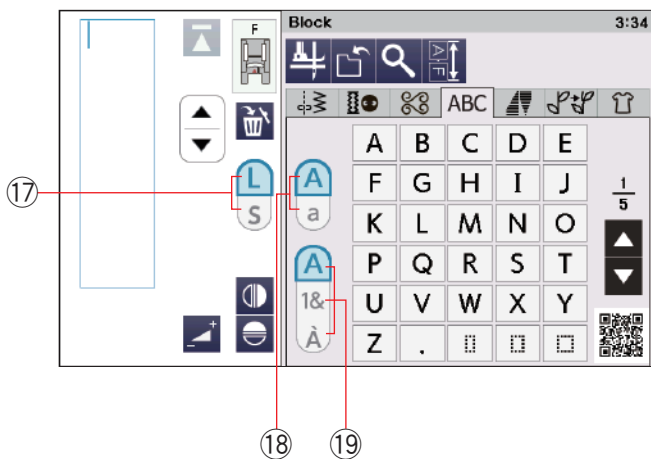 F
Block 3:34
A F
ABC
L
S
A
a
A
1&
À
A B C D E
F G H I J
K L M N O
P Q R S T
U V W X Y
Z .
1
5
⑰
⑱
⑲